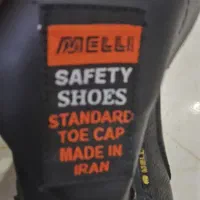 MELLI
SAFETY
SHOES
STANDARD
TOE CAP
MADE IN
IRAN